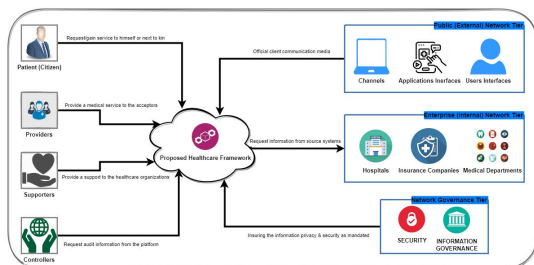 Public (External) Network Tier
Request/gain service to himself or next to kin
Patient (Citizen)
Official client communication media
Channels
Applications Inerfaces
Users Interfaces
Provide a medical service to the acceptors
Providers
Enterprise (Internal) Network Tier
Proposed Healthcare Framework
Request information from source systems
Hospitals
Insurance Companies
Medical Departments
Provide a support to the healthcare organizations
Supporters
Network Governance Tier
Request audit information from the platform
Controllers
Insuring the information privacy & security as mandated
SECURITY
INFORMATION
GOVERNANCE